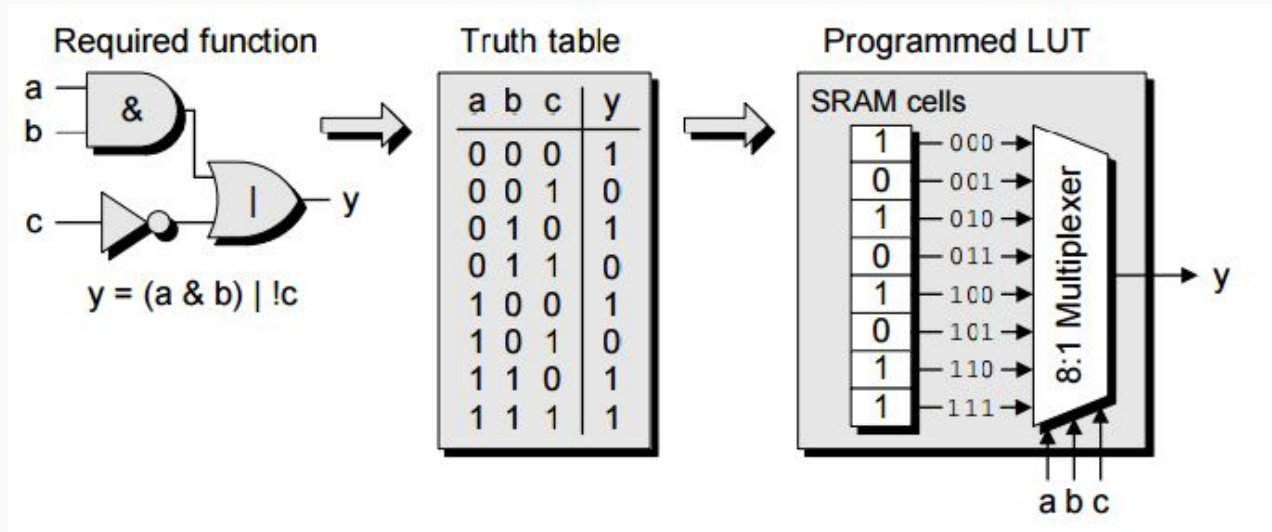 Required function
a
b
&
c
|
y
y = (a & b) | !c
Truth table
a b c y
0 0 0 1
0 0 1 0
0 1 0 1
0 1 1 0
1 0 0 1
1 0 1 0
1 1 0 1
1 1 1 1
Programmed LUT
SRAM cells
1 000
0 001
1 010
0 011
1 100
0 101
1 110
1 111
8:1 Multiplexer
y
a b c